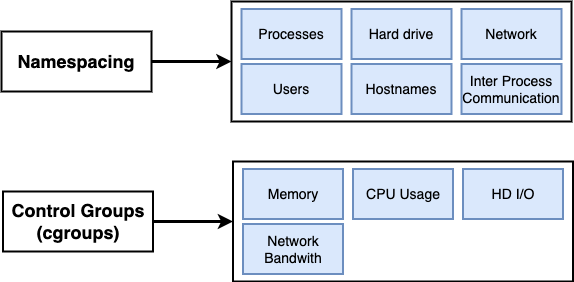 Namespacing
Processes
Hard drive
Network
Users
Hostnames
Inter Process
Communication
Control Groups
(cgroups)
Memory
CPU Usage
HD I/O
Network
Bandwith